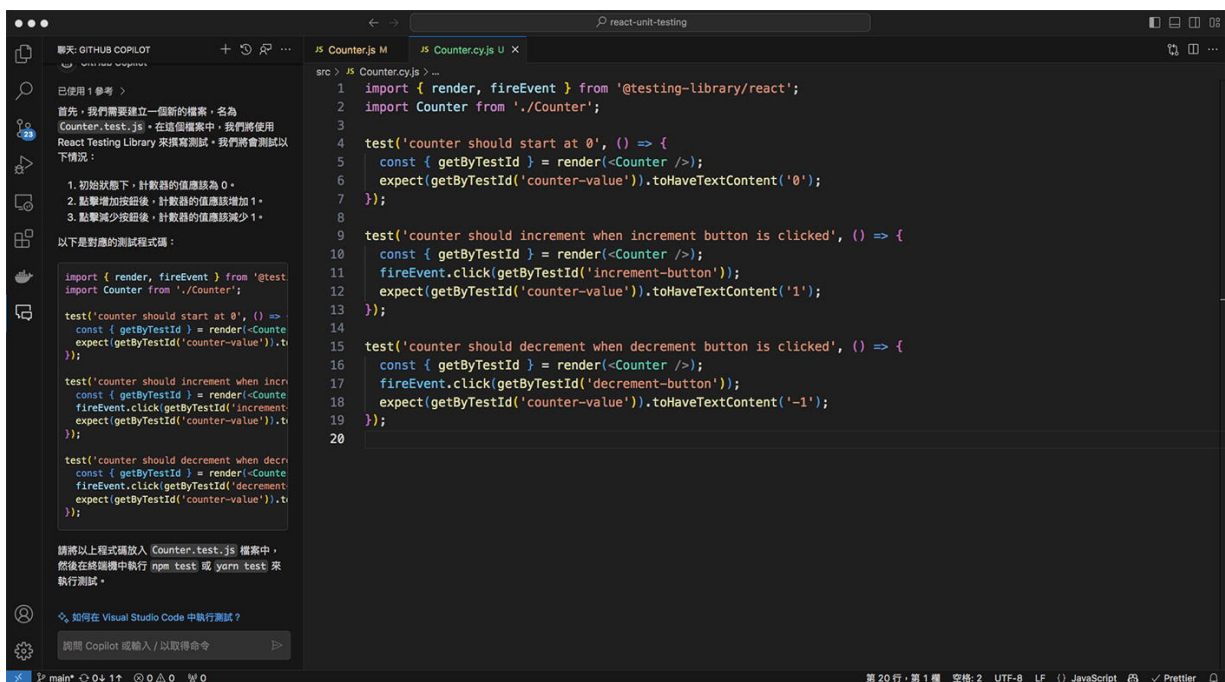 react-unit-testing
聊天: GITHUB COPILOT
GitHub Copilot
已使用 1 參考 >
首先，我們需要建立一個新的檔案，名為
Counter.test.js。在這個檔案中，我們將使用
React Testing Library 來撰寫測試。我們將會測試以
下情況：
1. 初始狀態下，計數器的值應該為 0。
2. 點擊增加按鈕後，計數器的值應該增加 1。
3. 點擊減少按鈕後，計數器的值應該減少 1。
以下是對應的測試程式碼：
import { render, fireEvent } from '@test
import Counter from './Counter';
test('counter should start at 0', () =>
const { getByTestId } = render(<Counte
expect(getByTestId('counter-value')).t
});
test('counter should increment when incr
const { getByTestId } = render(<Counte
fireEvent.click(getByTestId('increment
expect(getByTestId('counter-value')).t
});
test('counter should decrement when decr
const { getByTestId } = render(<Counte
fireEvent.click(getByTestId('decrement
expect(getByTestId('counter-value')).t
});
請將以上程式碼放入 Counter.test.js 檔案中，
然後在終端機中執行 npm test 或 yarn test 來
執行測試。
如何在 Visual Studio Code 中執行測試？
詢問 Copilot 或輸入 / 以取得命令
23
JS Counter.js M
JS Counter.cy.js U ×
src > JS Counter.cy.js > ...
1 import { render, fireEvent } from '@testing-library/react';
2 import Counter from './Counter';
3
4 test('counter should start at 0', () => {
5 const { getByTestId } = render(<Counter />);
6 expect(getByTestId('counter-value')).toHaveTextContent('0');
7 });
8
9 test('counter should increment when increment button is clicked', () => {
10 const { getByTestId } = render(<Counter />);
11 fireEvent.click(getByTestId('increment-button'));
12 expect(getByTestId('counter-value')).toHaveTextContent('1');
13 });
14
15 test('counter should decrement when decrement button is clicked', () => {
16 const { getByTestId } = render(<Counter />);
17 fireEvent.click(getByTestId('decrement-button'));
18 expect(getByTestId('counter-value')).toHaveTextContent('-1');
19 });
20
main* 0↓ 1↑ 0 0 0
第 20 行，第 1 欄 空格: 2 UTF-8 LF {} JavaScript Prettier